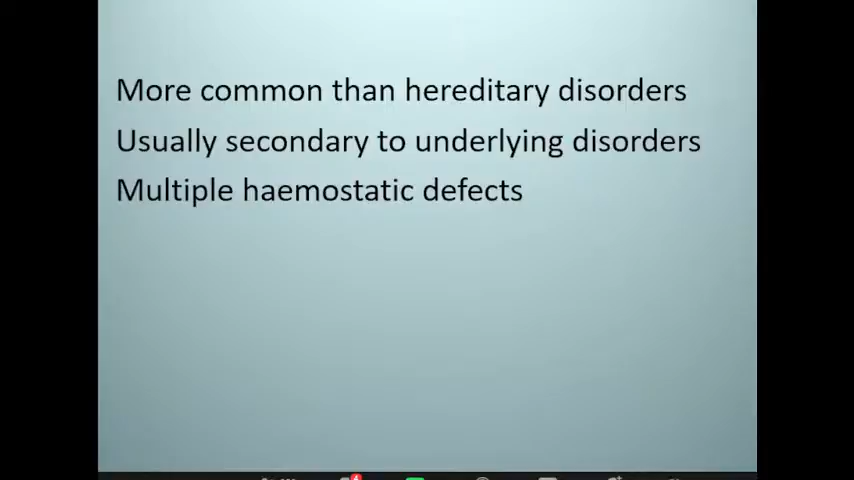 More common than hereditary disorders
Usually secondary to underlying disorders
Multiple haemostatic defects